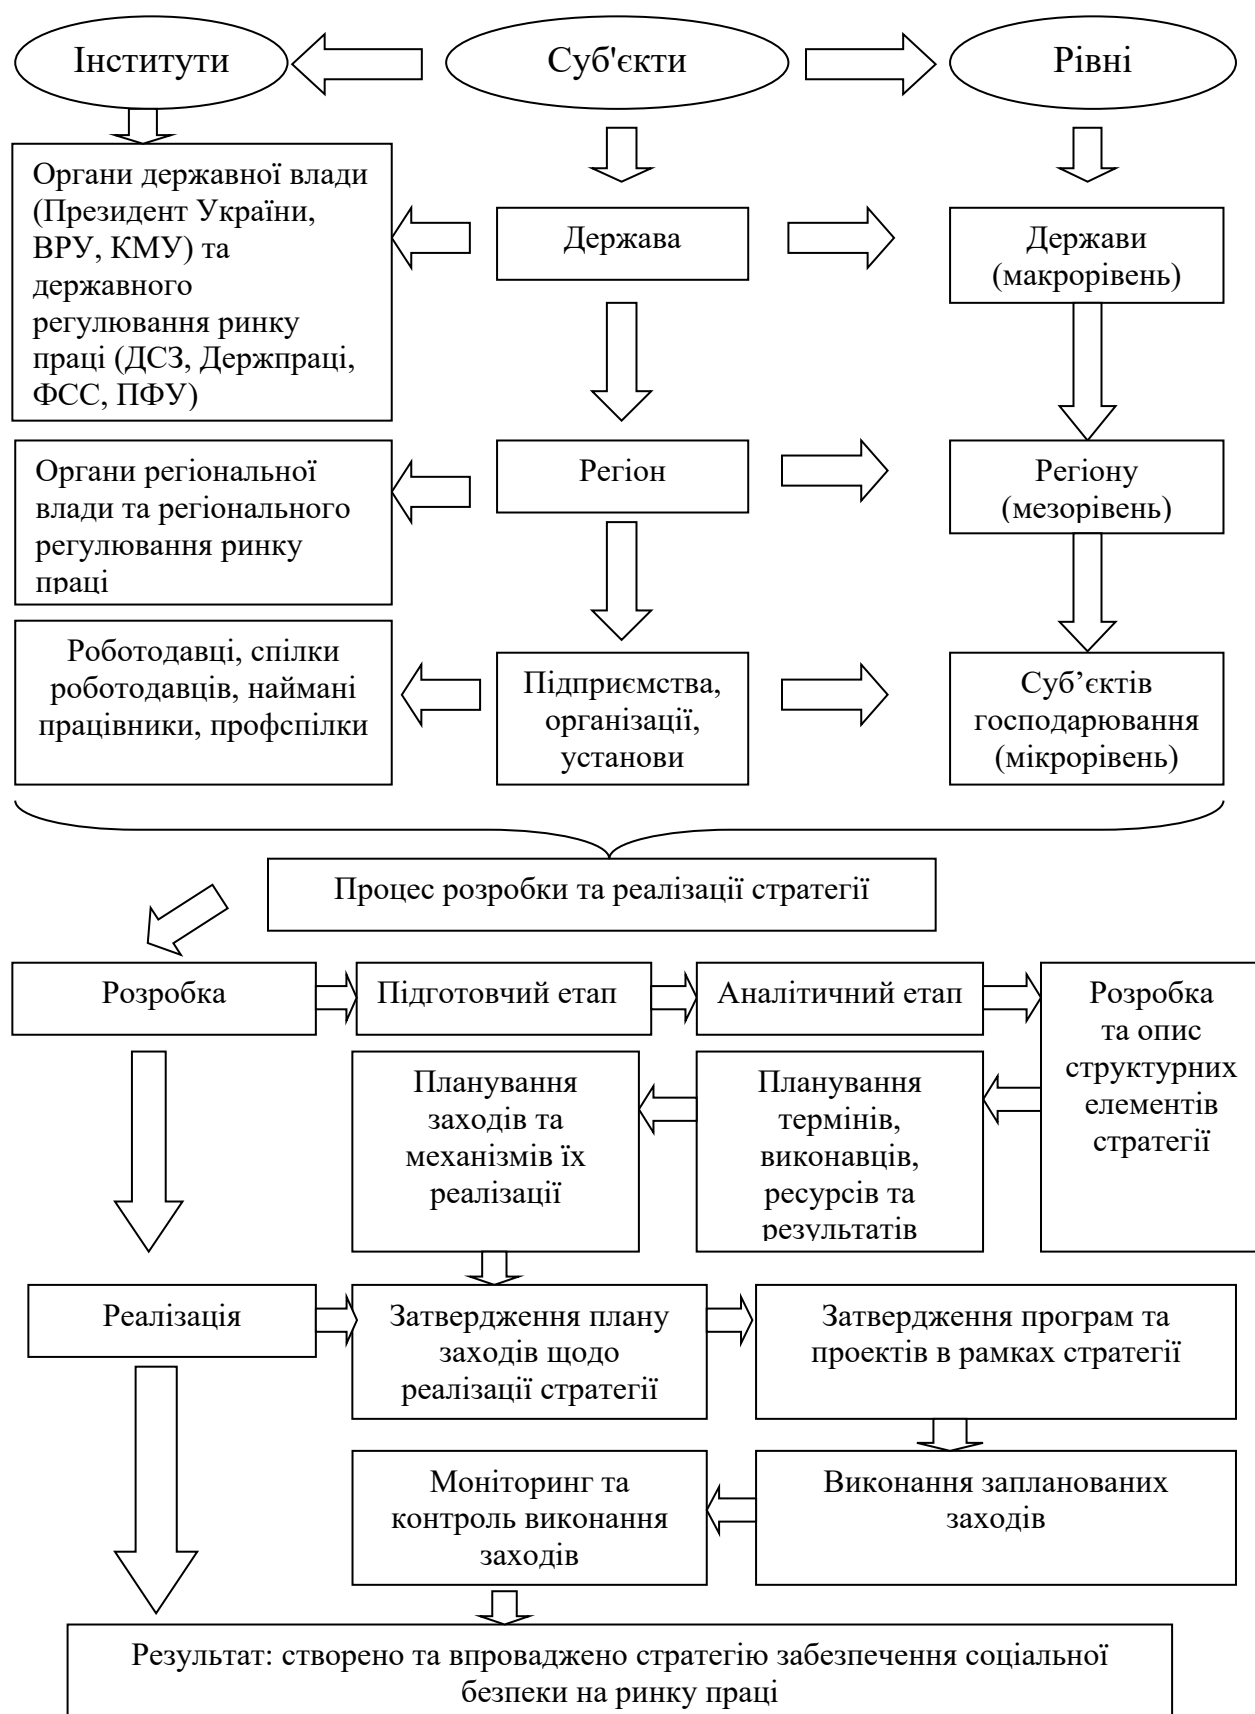 Інститути
Суб'єкти
Рівні
Органи державної влади
(Президент України,
ВРУ, КМУ) та
державного
регулювання ринку
праці (ДСЗ, Держпраці,
ФСС, ПФУ)
Держава
Держави
(макрорівень)
Органи регіональної
влади та регіонального
регулювання ринку
праці
Регіон
Регіону
(мезорівень)
Роботодавці, спілки
роботодавців, наймані
працівники, профспілки
Підприємства,
організації,
установи
Суб’єктів
господарювання
(мікрорівень)
Процес розробки та реалізації стратегії
Розробка
Підготовчий етап
Аналітичний етап
Розробка
та опис
структурних
елементів
стратегії
Планування
термінів,
виконавців,
ресурсів та
результатів
Планування
заходів та
механізмів їх
реалізації
Реалізація
Затвердження плану
заходів щодо
реалізації стратегії
Затвердження програм та
проектів в рамках стратегії
Виконання запланованих
заходів
Моніторинг та
контроль виконання
заходів
Результат: створено та впроваджено стратегію забезпечення соціальної
безпеки на ринку праці